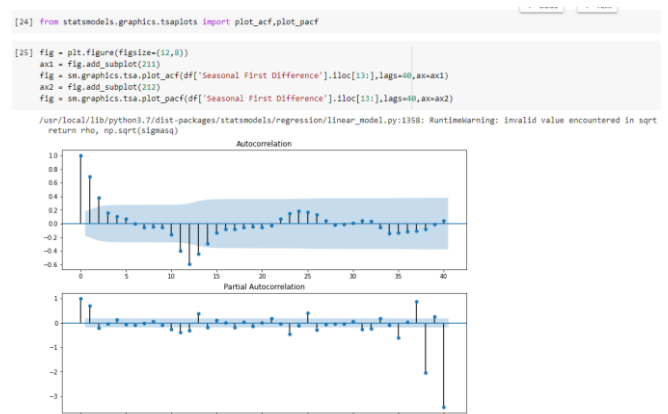 [24] from statsmodels.graphics.tsaplots import plot_acf,plot_pacf
[25] fig = plt.figure(figsize=(12,8))
ax1 = fig.add_subplot(211)
fig = sm.graphics.tsa.plot_acf(df['Seasonal First Difference'].iloc[13:],lags=40,ax=ax1)
ax2 = fig.add_subplot(212)
fig = sm.graphics.tsa.plot_pacf(df['Seasonal First Difference'].iloc[13:],lags=40,ax=ax2)
/usr/local/lib/python3.7/dist-packages/statsmodels/regression/linear_model.py:1358: RuntimeWarning: invalid value encountered in sqrt
return rho, np.sqrt(sigmasq)
Autocorrelation
1.0
0.8
0.6
0.4
0.2
0.0
−0.2
−0.4
−0.6
0 5 10 15 20 25 30 35 40
Partial Autocorrelation
1
0
−1
−2
−3